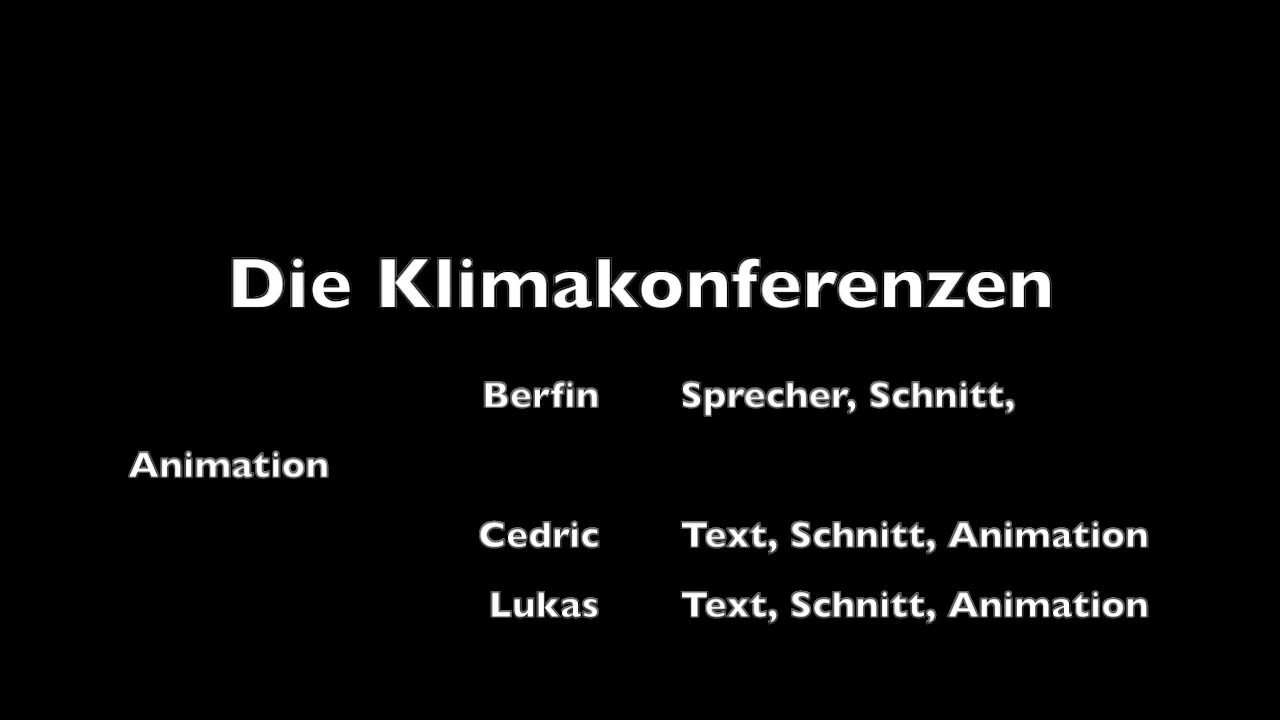 Die Klimakonferenzen
Berfin Sprecher, Schnitt,
Animation
Cedric Text, Schnitt, Animation
Lukas Text, Schnitt, Animation